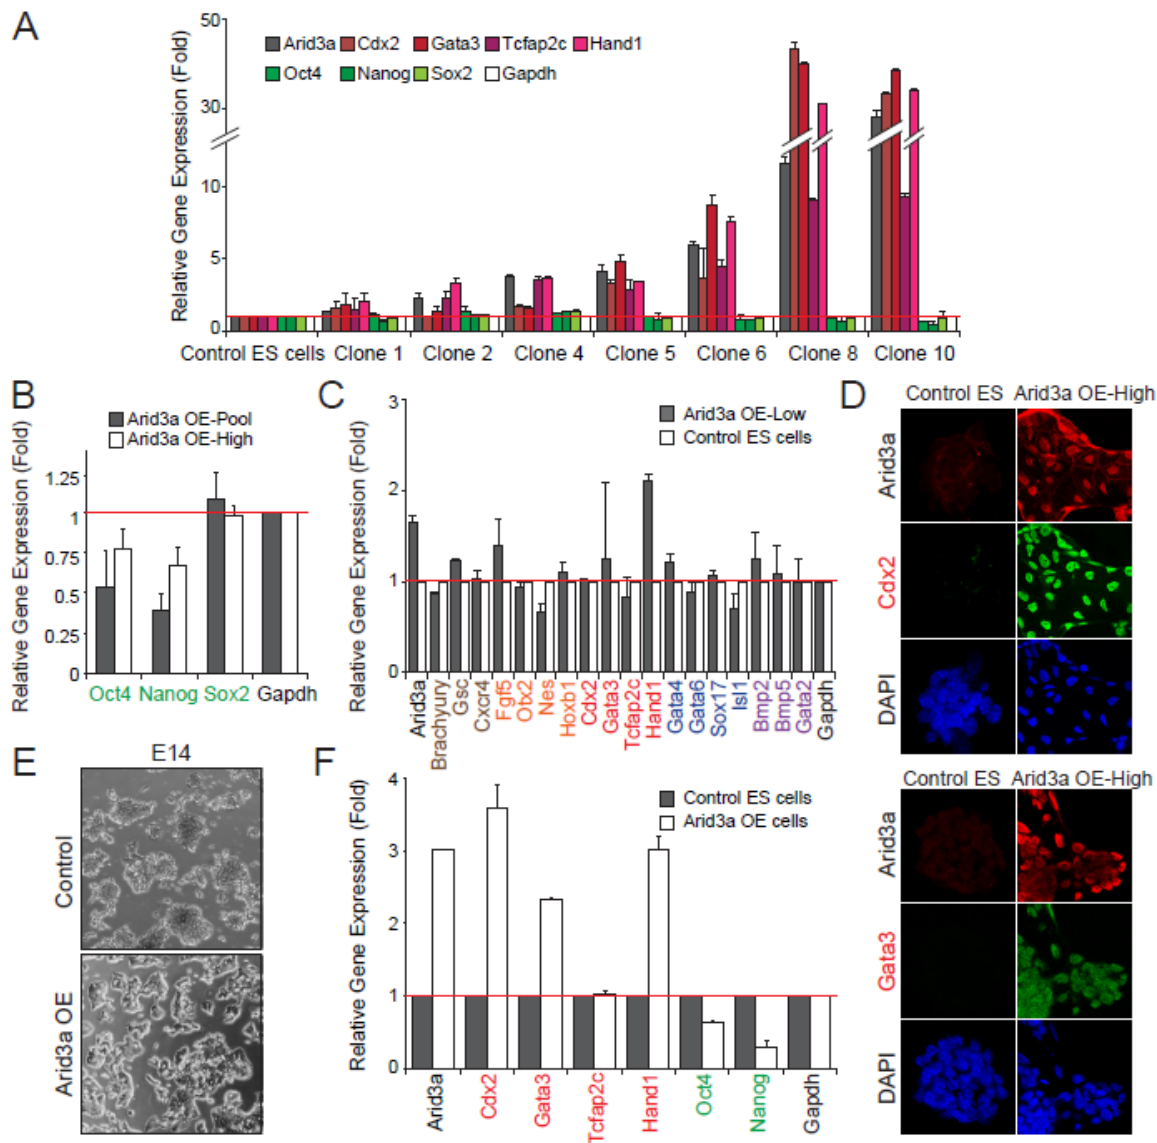 A
Relative Gene Expression (Fold)
50
30
10
5
0
Arid3a Cdx2 Gata3 Tcfap2c Hand1
Oct4 Nanog Sox2 Gapdh
Control ES cells Clone 1 Clone 2 Clone 4 Clone 5 Clone 6 Clone 8 Clone 10
B
Arid3a OE-Pool
Arid3a OE-High
Relative Gene Expression (Fold)
1.25
1
0.75
0.5
0.25
0
Oct4 Nanog Sox2 Gapdh
C
Arid3a OE-Low
Control ES cells
Relative Gene Expression (Fold)
3
2
1
0
Arid3a Brachyury Gsc Cxcr4 Fgf5 Otx2 Nes Hoxb1 Cdx2 Gata3 Tcfap2c Hand1 Gata4 Gata6 Sox17 Isl1 Bmp2 Bmp5 Gata2 Gapdh
D
Control ES Arid3a OE-High
Arid3a
Cdx2
DAPI
Control ES Arid3a OE-High
Arid3a
Gata3
DAPI
E
E14
Control
Arid3a OE
F
Control ES cells
Arid3a OE cells
Relative Gene Expression (Fold)
4
3
2
1
0
Arid3a Cdx2 Gata3 Tcfap2c Hand1 Oct4 Nanog Gapdh